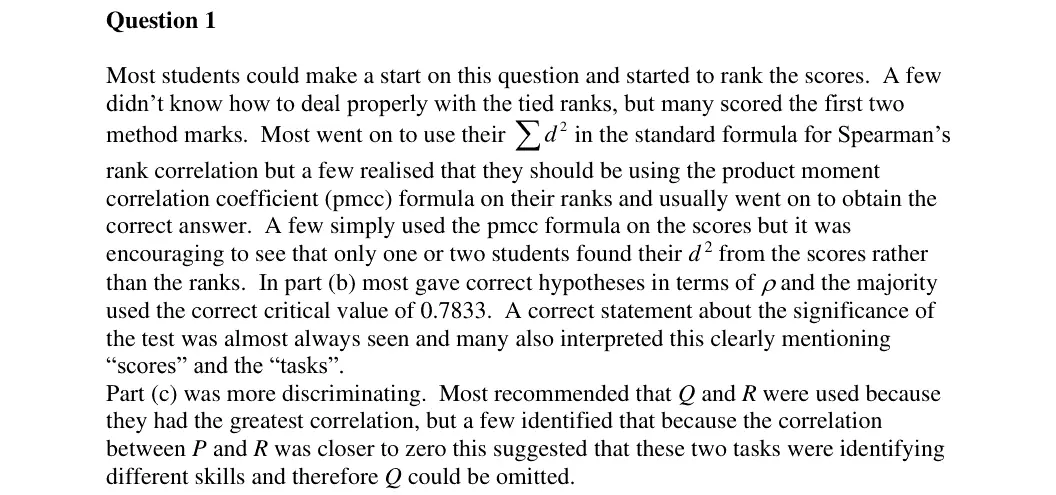 Question 1
Most students could make a start on this question and started to rank the scores.  A few
didn’t know how to deal properly with the tied ranks, but many scored the first two
method marks.  Most went on to use their ∑d² in the standard formula for Spearman’s
rank correlation but a few realised that they should be using the product moment
correlation coefficient (pmcc) formula on their ranks and usually went on to obtain the
correct answer.  A few simply used the pmcc formula on the scores but it was
encouraging to see that only one or two students found their d² from the scores rather
than the ranks.  In part (b) most gave correct hypotheses in terms of ρ and the majority
used the correct critical value of 0.7833.  A correct statement about the significance of
the test was almost always seen and many also interpreted this clearly mentioning
“scores” and the “tasks”.
Part (c) was more discriminating.  Most recommended that Q and R were used because
they had the greatest correlation, but a few identified that because the correlation
between P and R was closer to zero this suggested that these two tasks were identifying
different skills and therefore Q could be omitted.